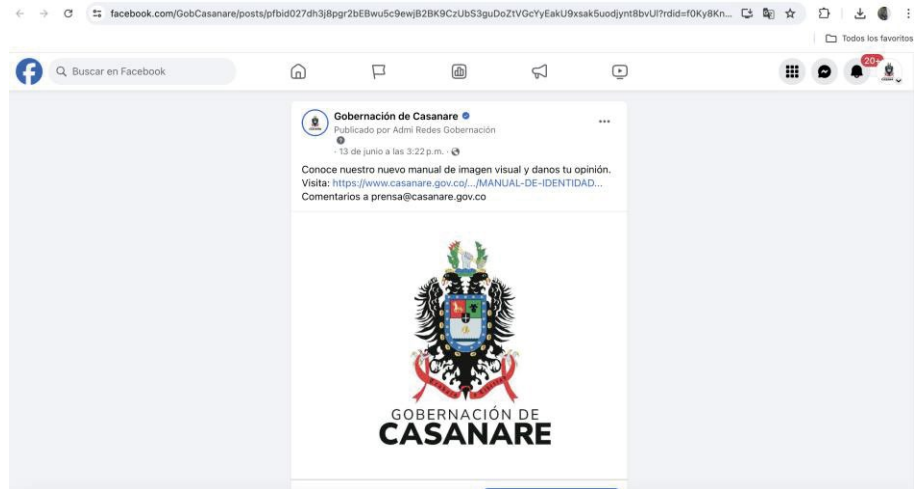 facebook.com/GobCasanare/posts/pfbid027dh3j8pgr2bEBwu5c9ewjB2BK9CzUbS3guDoZtVGcYyEakU9xsak5uodjynt8bvUl?rdid=f0Ky8Kn...
Todos los favoritos
Buscar en Facebook
20+
Gobernación de Casanare
Publicado por Admi Redes Gobernación
· 13 de junio a las 3:22 p.m. ·
Conoce nuestro nuevo manual de imagen visual y danos tu opinión.
Visita: https://www.casanare.gov.co/.../MANUAL-DE-IDENTIDAD...
Comentarios a prensa@casanare.gov.co
GOBERNACIÓN DE
CASANARE